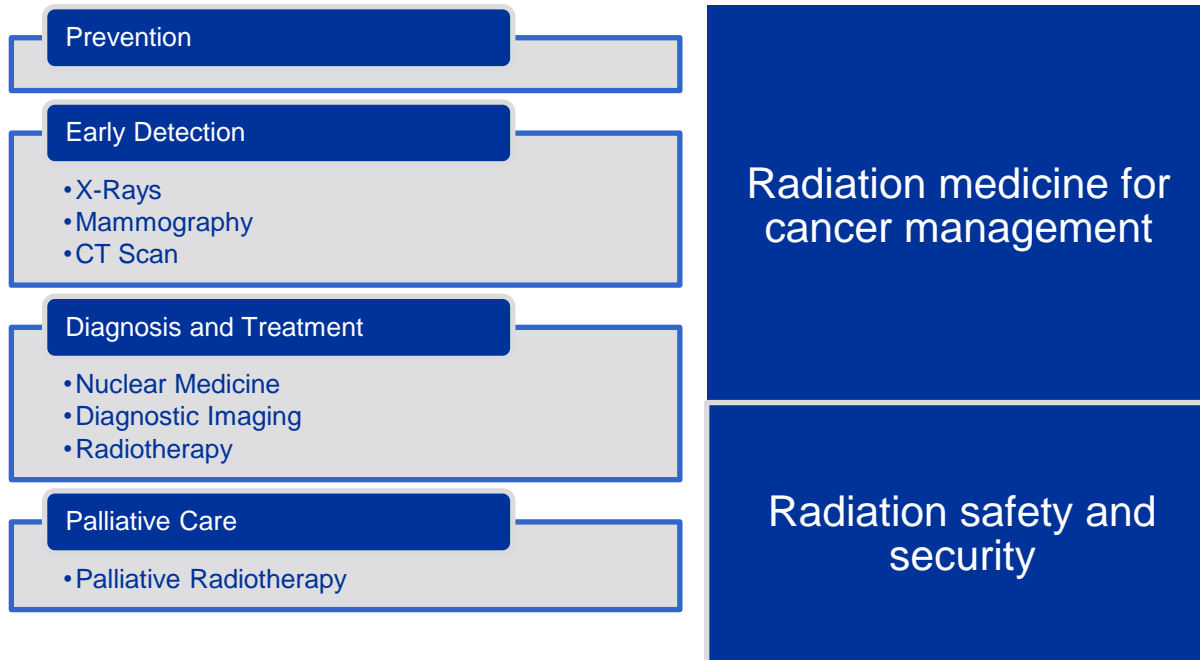 Prevention
Early Detection
•X-Rays
•Mammography
•CT Scan
Diagnosis and Treatment
•Nuclear Medicine
•Diagnostic Imaging
•Radiotherapy
Palliative Care
•Palliative Radiotherapy
Radiation medicine for
cancer management
Radiation safety and
security